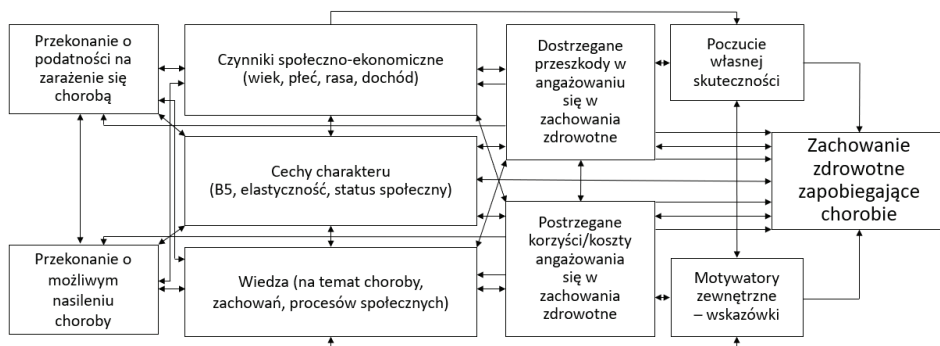 Przekonanie o
podatności na
zarażenie się
chorobą
Czynniki społeczno-ekonomiczne
(wiek, płeć, rasa, dochód)
Dostrzegane
przeszkody w
angażowaniu
się w
zachowania
zdrowotne
Poczucie
własnej
skuteczności
Cechy charakteru
(B5, elastyczność, status społeczny)
Zachowanie
zdrowotne
zapobiegające
chorobie
Przekonanie o
możliwym
nasileniu
choroby
Wiedza (na temat choroby,
zachowań, procesów społecznych)
Postrzegane
korzyści/koszty
angażowania
się w
zachowania
zdrowotne
Motywatory
zewnętrzne
– wskazówki